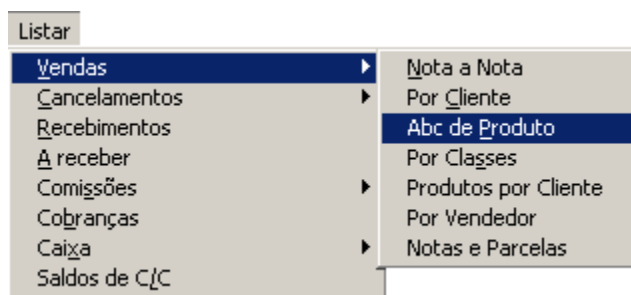 Listar
Vendas
Cancelamentos
Recebimentos
A receber
Comissões
Cobranças
Caixa
Saldos de C/C
Nota a Nota
Por Cliente
Abc de Produto
Por Classes
Produtos por Cliente
Por Vendedor
Notas e Parcelas